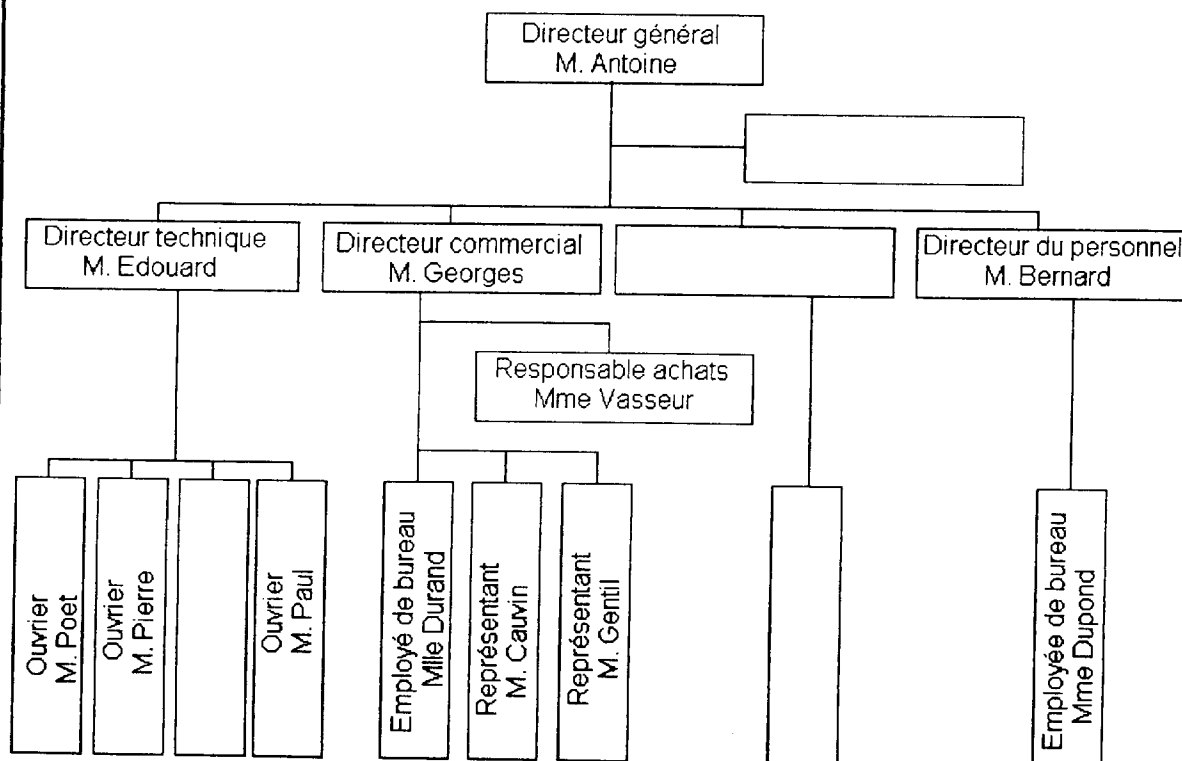 Directeur général
M. Antoine
Directeur technique
M. Edouard
Directeur commercial
M. Georges
Directeur du personnel
M. Bernard
Responsable achats
Mme Vasseur
Ouvrier
M. Poet
Ouvrier
M. Pierre
Ouvrier
M. Paul
Employé de bureau
Mlle Durand
Représentant
M. Cauvin
Représentant
M. Gentil
Employée de bureau
Mme Dupond